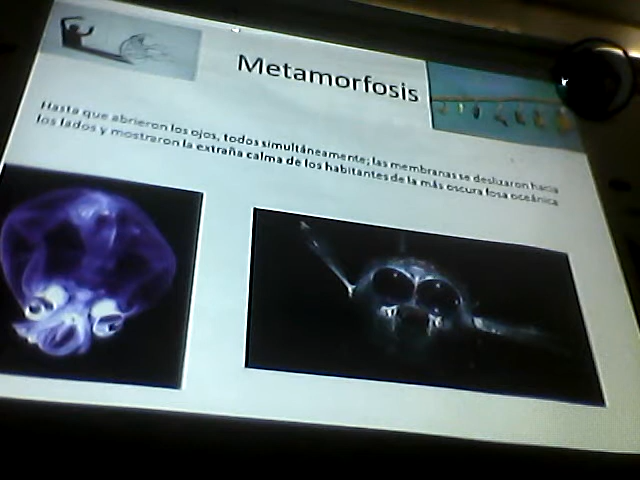 Metamorfosis
Hasta que abrieron los ojos, todos simultáneamente; las membranas se deslizaron hacia
los lados y mostraron la extraña calma de los habitantes de la más oscura fosa oceánica